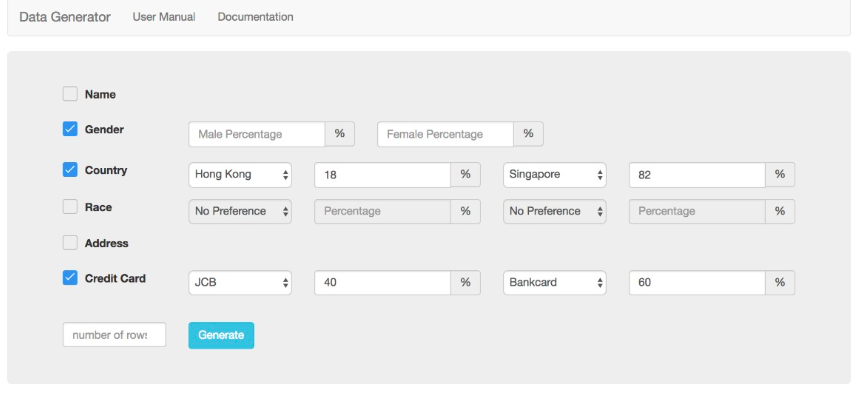 Data Generator User Manual Documentation
Name
Gender Male Percentage % Female Percentage %
Country Hong Kong 18 % Singapore 82 %
Race No Preference Percentage % No Preference Percentage %
Address
Credit Card JCB 40 % Bankcard 60 %
number of rows Generate